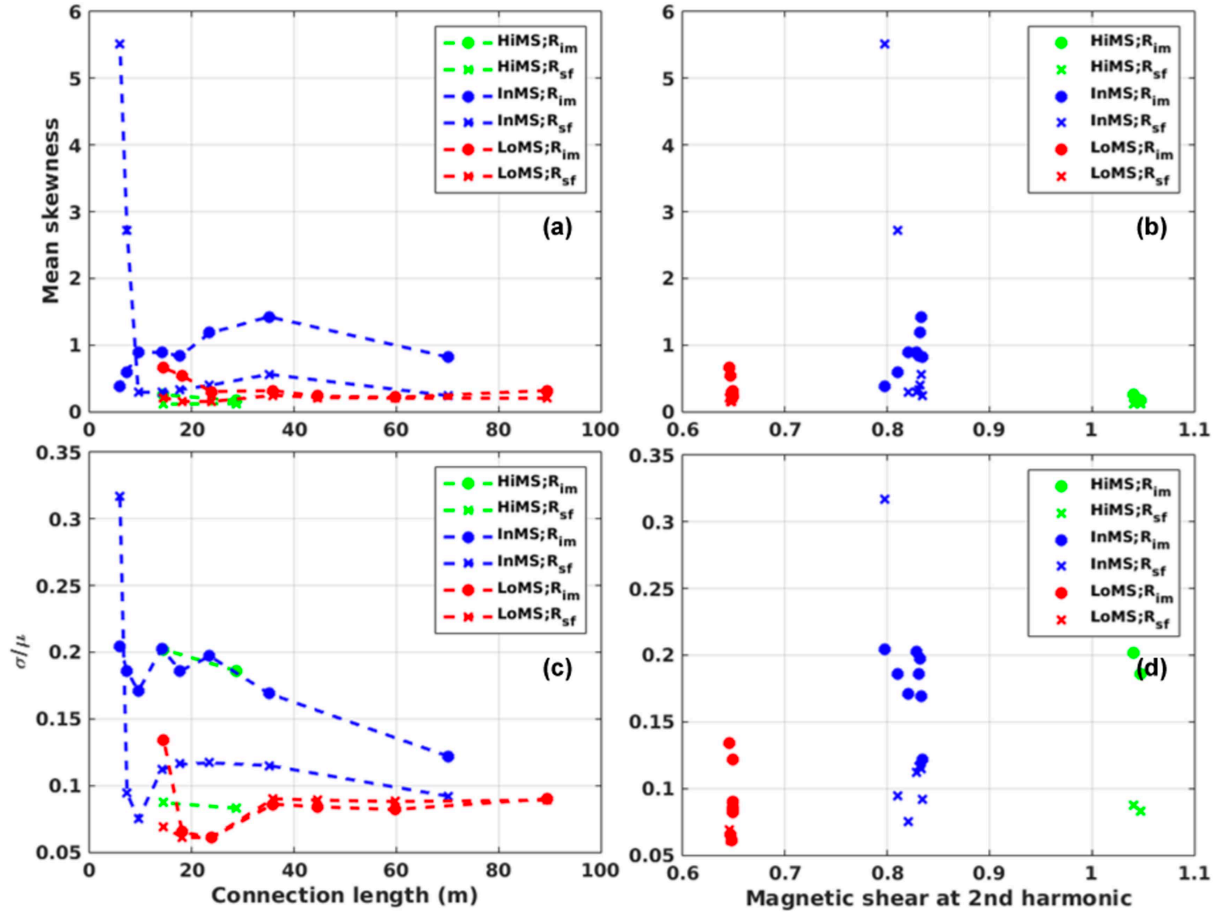 6
5
4
3
2
1
0
Mean skewness
0
20
40
60
80
100
HiMS;R_im
HiMS;R_sf
InMS;R_im
InMS;R_sf
LoMS;R_im
LoMS;R_sf
(a)
6
5
4
3
2
1
0
0.6
0.7
0.8
0.9
1
1.1
HiMS;R_im
HiMS;R_sf
InMS;R_im
InMS;R_sf
LoMS;R_im
LoMS;R_sf
(b)
0.35
0.3
0.25
0.2
0.15
0.1
0.05
σ/μ
0
20
40
60
80
100
Connection length (m)
HiMS;R_im
HiMS;R_sf
InMS;R_im
InMS;R_sf
LoMS;R_im
LoMS;R_sf
(c)
0.35
0.3
0.25
0.2
0.15
0.1
0.05
0.6
0.7
0.8
0.9
1
1.1
Magnetic shear at 2nd harmonic
HiMS;R_im
HiMS;R_sf
InMS;R_im
InMS;R_sf
LoMS;R_im
LoMS;R_sf
(d)